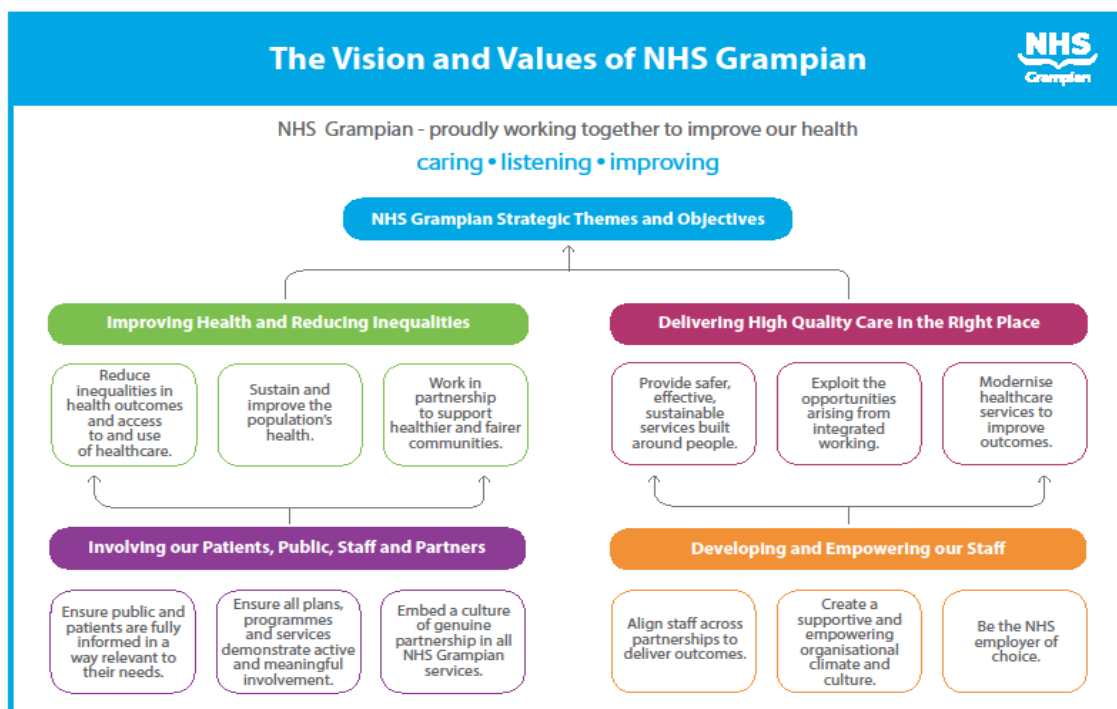 The Vision and Values of NHS Grampian
NHS
Grampian
NHS Grampian - proudly working together to improve our health
caring • listening • improving
NHS Grampian Strategic Themes and Objectives
Improving Health and Reducing Inequalities
Reduce
inequalities in
health outcomes
and access
to and use
of healthcare.
Sustain and
improve the
population's
health.
Work in
partnership
to support
healthier and fairer
communities.
Delivering High Quality Care in the Right Place
Provide safer,
effective,
sustainable
services built
around people.
Exploit the
opportunities
arising from
integrated
working.
Modernise
healthcare
services to
improve
outcomes.
Involving our Patients, Public, Staff and Partners
Ensure public and
patients are fully
informed in a
way relevant to
their needs.
Ensure all plans,
programmes
and services
demonstrate active
and meaningful
involvement.
Embed a culture
of genuine
partnership in all
NHS Grampian
services.
Developing and Empowering our Staff
Align staff across
partnerships to
deliver outcomes.
Create a
supportive and
empowering
organisational
climate and
culture.
Be the NHS
employer of
choice.